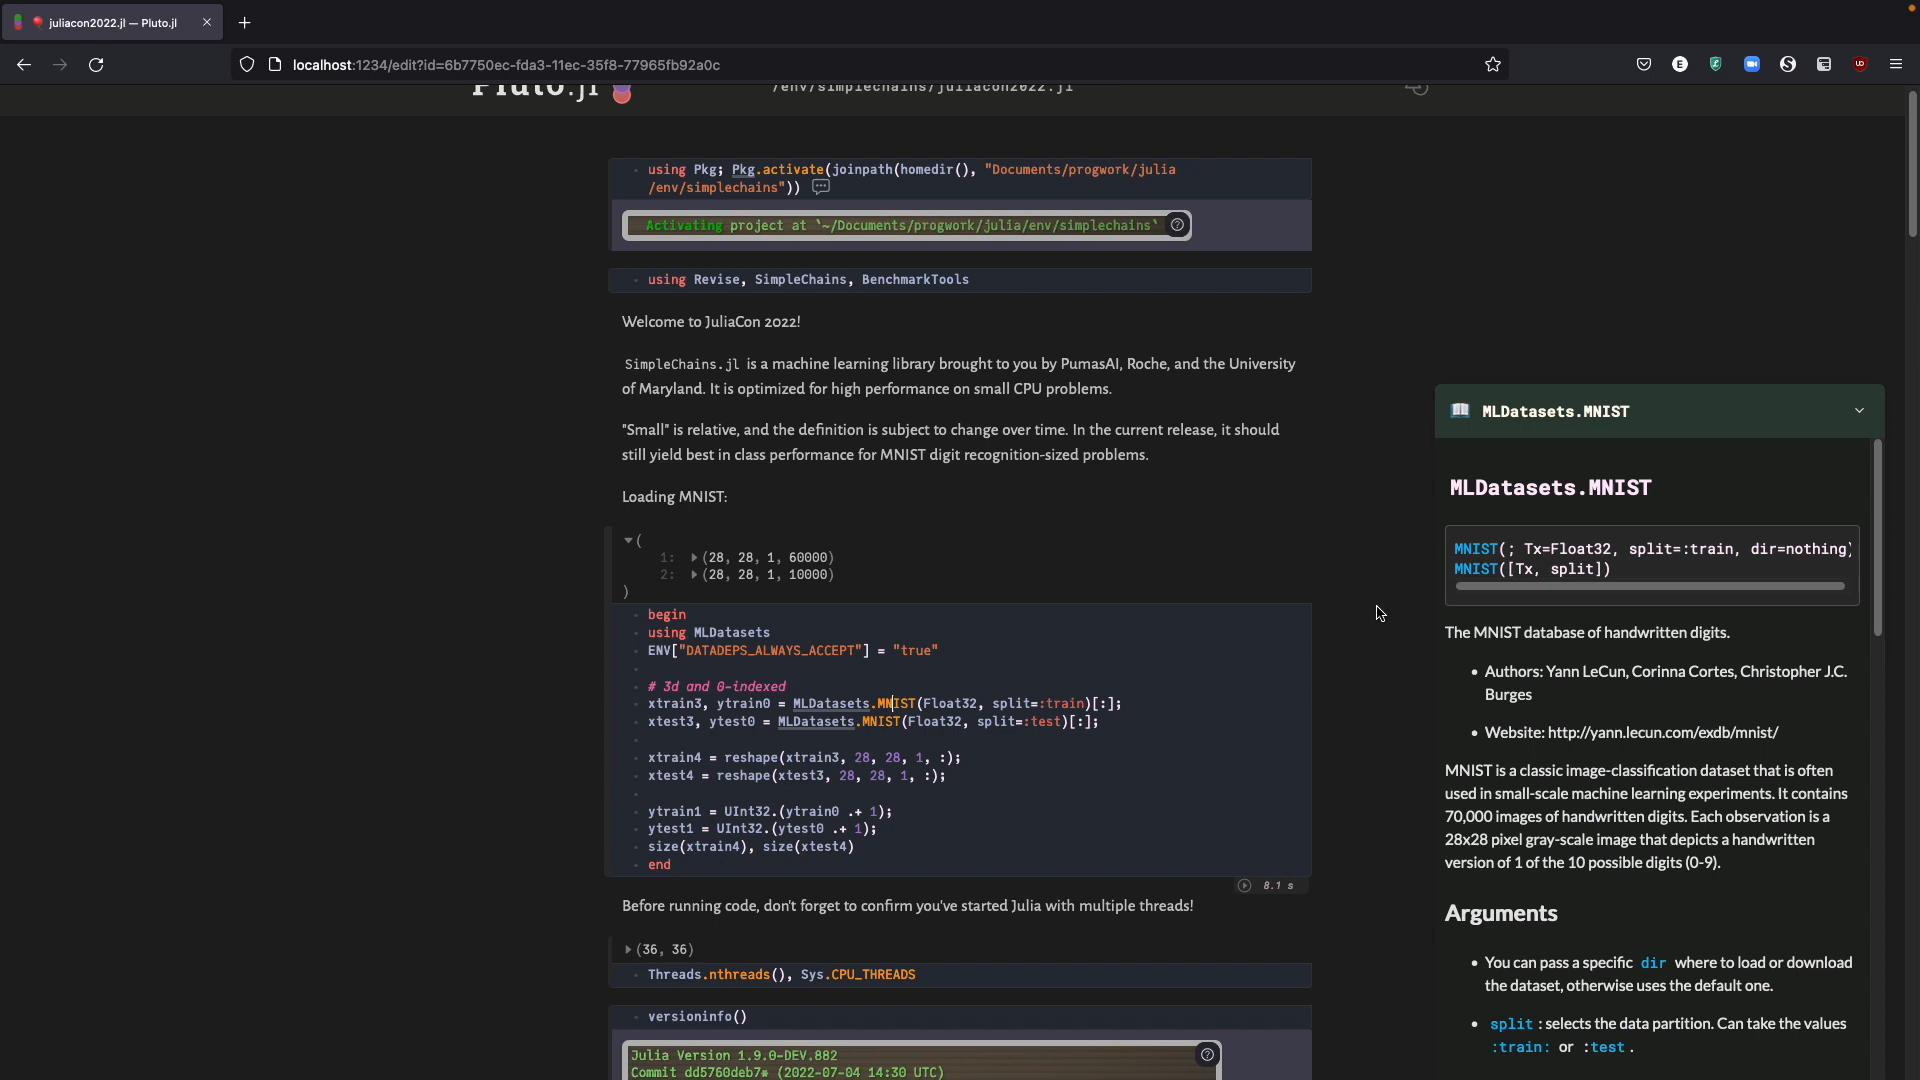 juliacon2022.jl — Pluto.jl
localhost:1234/edit?id=6b7750ec-fda3-11ec-35f8-77965fb92a0c
Pluto.jl
/env/simplechains/juliacon2022.jl
using Pkg; Pkg.activate(joinpath(homedir(), "Documents/progwork/julia
/env/simplechains"))
Activating project at `~/Documents/progwork/julia/env/simplechains`
using Revise, SimpleChains, BenchmarkTools
Welcome to JuliaCon 2022!
SimpleChains.jl is a machine learning library brought to you by PumasAI, Roche, and the University
of Maryland. It is optimized for high performance on small CPU problems.
"Small" is relative, and the definition is subject to change over time. In the current release, it should
still yield best in class performance for MNIST digit recognition-sized problems.
Loading MNIST:
(
1: (28, 28, 1, 60000)
2: (28, 28, 1, 10000)
)
begin
using MLDatasets
ENV["DATADEPS_ALWAYS_ACCEPT"] = "true"
# 3d and 0-indexed
xtrain3, ytrain0 = MLDatasets.MNIST(Float32, split=:train)[:];
xtest3, ytest0 = MLDatasets.MNIST(Float32, split=:test)[:];
xtrain4 = reshape(xtrain3, 28, 28, 1, :);
xtest4 = reshape(xtest3, 28, 28, 1, :);
ytrain1 = UInt32.(ytrain0 .+ 1);
ytest1 = UInt32.(ytest0 .+ 1);
size(xtrain4), size(xtest4)
end
8.1 s
Before running code, don't forget to confirm you've started Julia with multiple threads!
(36, 36)
Threads.nthreads(), Sys.CPU_THREADS
versioninfo()
Julia Version 1.9.0-DEV.882
Commit dd5760deb7* (2022-07-04 14:30 UTC)
MLDatasets.MNIST
MLDatasets.MNIST
MNIST(; Tx=Float32, split=:train, dir=nothing)
MNIST([Tx, split])
The MNIST database of handwritten digits.
• Authors: Yann LeCun, Corinna Cortes, Christopher J.C.
Burges
• Website: http://yann.lecun.com/exdb/mnist/
MNIST is a classic image-classification dataset that is often
used in small-scale machine learning experiments. It contains
70,000 images of handwritten digits. Each observation is a
28x28 pixel gray-scale image that depicts a handwritten
version of 1 of the 10 possible digits (0-9).
Arguments
• You can pass a specific dir where to load or download
the dataset, otherwise uses the default one.
• split : selects the data partition. Can take the values
:train: or :test .